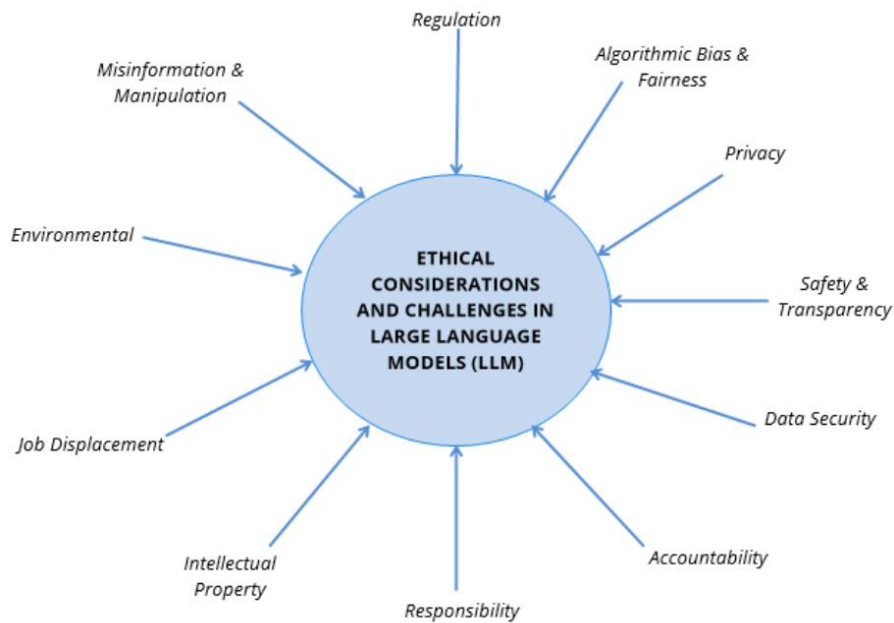 Regulation
Algorithmic Bias &
Fairness
Privacy
Safety &
Transparency
Data Security
Accountability
Responsibility
Intellectual
Property
Job Displacement
Environmental
Misinformation &
Manipulation
ETHICAL
CONSIDERATIONS
AND CHALLENGES IN
LARGE LANGUAGE
MODELS (LLM)